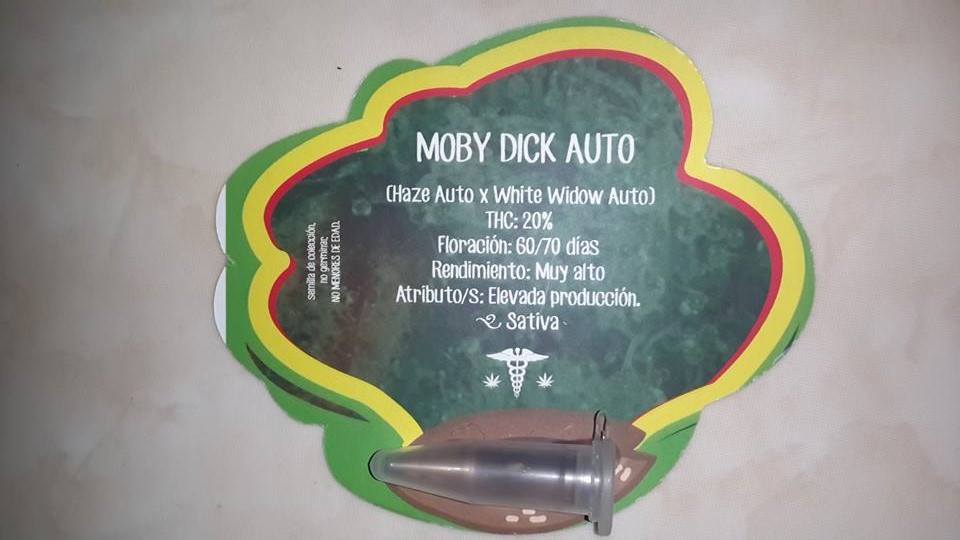 MOBY DICK AUTO
(Haze Auto x White Widow Auto)
THC: 20%
Floración: 60/70 días
Rendimiento: Muy alto
Atributo/s: Elevada producción.
Sativa
semilla de colección,
no germinar,
NO MENORES DE EDAD.